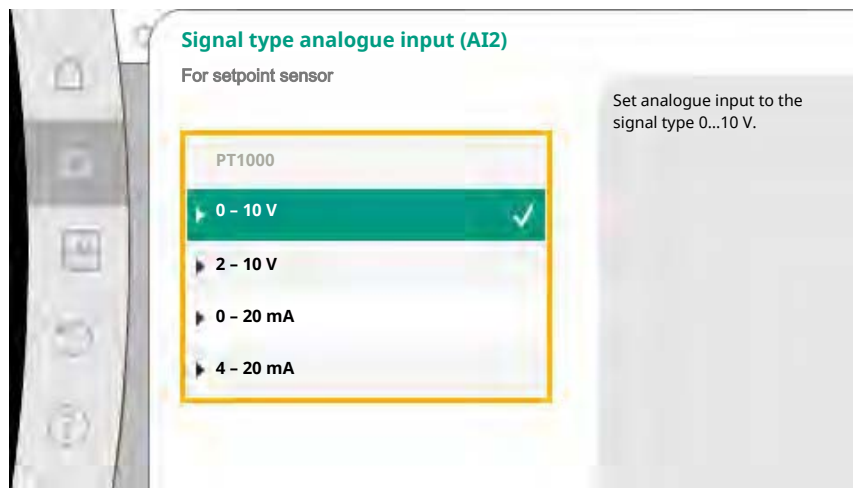 Signal type analogue input (AI2)
For setpoint sensor
Set analogue input to the
signal type 0...10 V.
PT1000
0 – 10 V
2 – 10 V
0 – 20 mA
4 – 20 mA